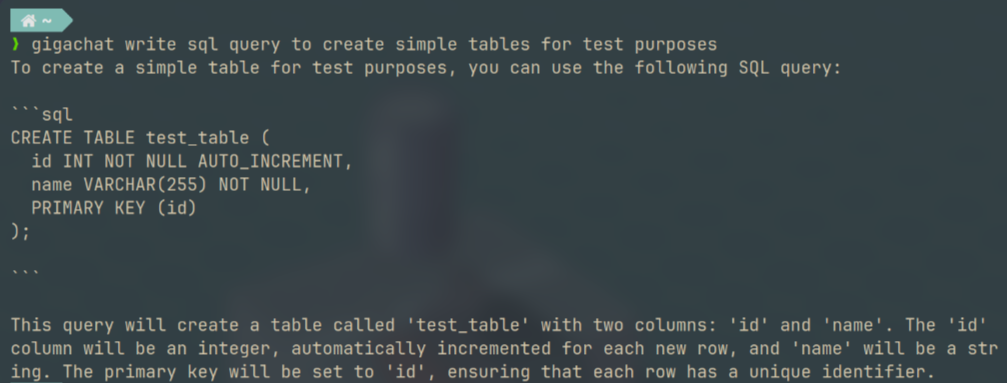 ~
❯ gigachat write sql query to create simple tables for test purposes
To create a simple table for test purposes, you can use the following SQL query:
```sql
CREATE TABLE test_table (
  id INT NOT NULL AUTO_INCREMENT,
  name VARCHAR(255) NOT NULL,
  PRIMARY KEY (id)
);
```
This query will create a table called 'test_table' with two columns: 'id' and 'name'. The 'id'
column will be an integer, automatically incremented for each new row, and 'name' will be a str
ing. The primary key will be set to 'id', ensuring that each row has a unique identifier.